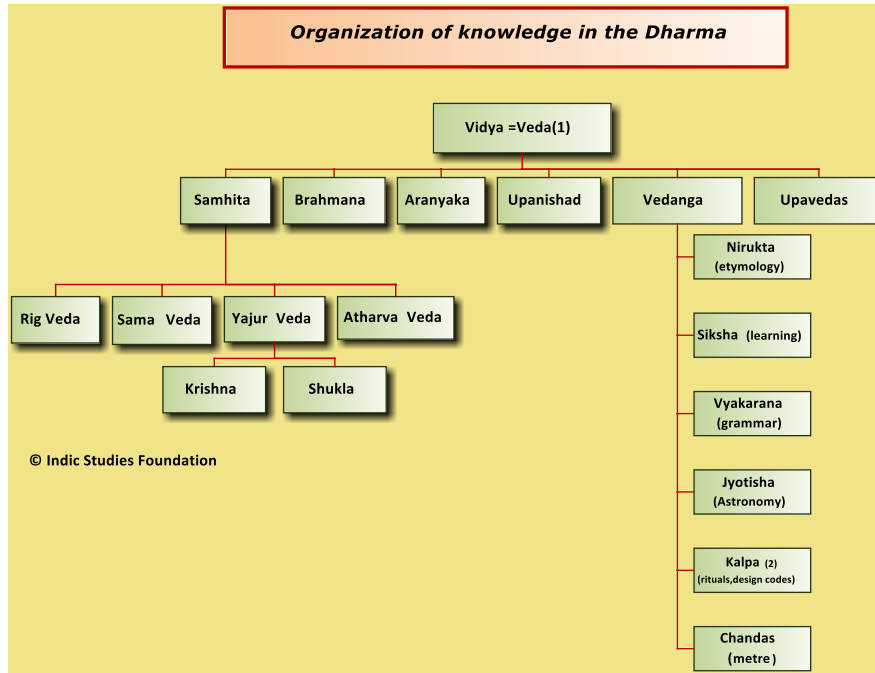 Organization of knowledge in the Dharma
Vidya =Veda(1)
Samhita
Brahmana
Aranyaka
Upanishad
Vedanga
Upavedas
Nirukta
(etymology)
Siksha (learning)
Vyakarana
(grammar)
Jyotisha
(Astronomy)
Kalpa (2)
(rituals,design codes)
Chandas
(metre)
Rig Veda
Sama Veda
Yajur Veda
Atharva Veda
Krishna
Shukla
© Indic Studies Foundation